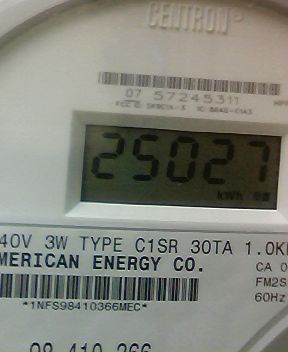 CENTRON®
07 57245311
25027
kWh
40V 3W TYPE C1SR 30TA 1.0K
MERICAN ENERGY CO.
CA 0
FM2S
60Hz
*1NFS98410366MEC*
98 410 366